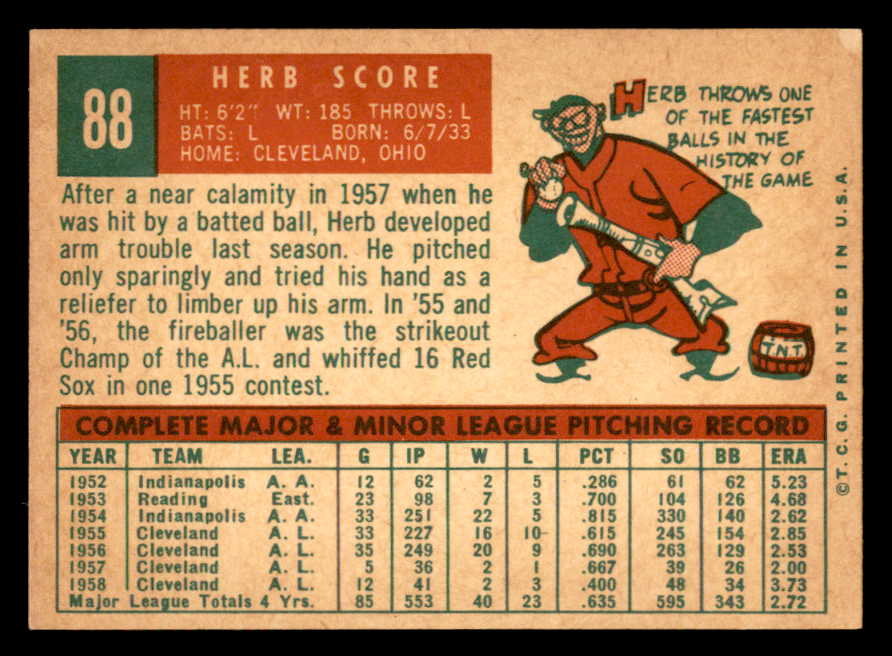 88
HERB SCORE
HT: 6'2" WT: 185 THROWS: L
BATS: L BORN: 6/7/33
HOME: CLEVELAND, OHIO
HERB THROWS ONE
OF THE FASTEST
BALLS IN THE
HISTORY OF
THE GAME
TNT
After a near calamity in 1957 when he
was hit by a batted ball, Herb developed
arm trouble last season. He pitched
only sparingly and tried his hand as a
reliefer to limber up his arm. In '55 and
'56, the fireballer was the strikeout
Champ of the A.L. and whiffed 16 Red
Sox in one 1955 contest.
COMPLETE MAJOR & MINOR LEAGUE PITCHING RECORD
YEAR TEAM LEA. G IP W L PCT SO BB ERA
1952 Indianapolis A. A. 12 62 2 5 .286 61 62 5.23
1953 Reading East. 23 98 7 3 .700 104 126 4.68
1954 Indianapolis A. A. 33 251 22 5 .815 330 140 2.62
1955 Cleveland A. L. 33 227 16 10 .615 245 154 2.85
1956 Cleveland A. L. 35 249 20 9 .690 263 129 2.53
1957 Cleveland A. L. 5 36 2 1 .667 39 26 2.00
1958 Cleveland A. L. 12 41 2 3 .400 48 34 3.73
Major League Totals 4 Yrs. 85 553 40 23 .635 595 343 2.72
©T. C. G. PRINTED IN U. S. A.